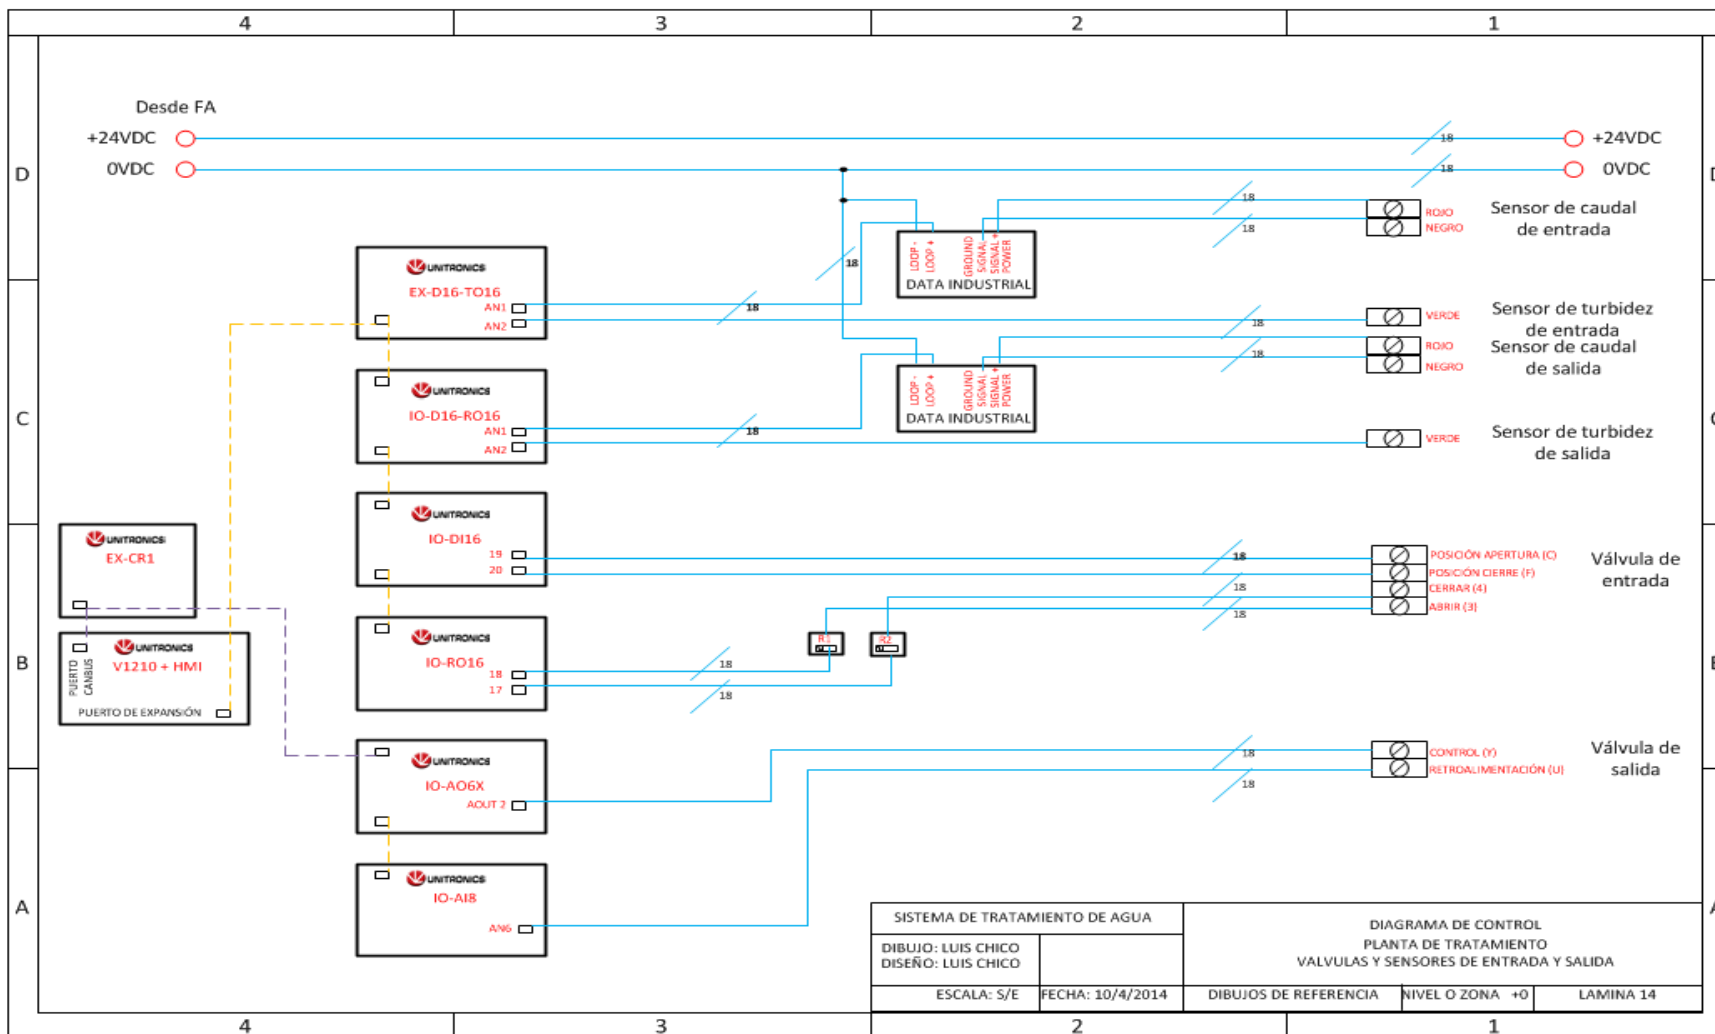 4 3 2 1
Desde FA
+24VDC
+24VDC
0VDC
0VDC
D
18
18
18
18
ROJO
NEGRO
Sensor de caudal
de entrada
LOOP -
LOOP +
GROUND
SIGNAL
SIGNAL +
POWER
DATA INDUSTRIAL
18
UNITRONICS
EX-D16-TO16
AN1
AN2
18
18
VERDE
Sensor de turbidez
de entrada
ROJO
NEGRO
Sensor de caudal
de salida
18
LOOP -
LOOP +
GROUND
SIGNAL
SIGNAL +
POWER
DATA INDUSTRIAL
C
UNITRONICS
IO-D16-RO16
AN1
AN2
18
VERDE
Sensor de turbidez
de salida
UNITRONICS
IO-DI16
19
20
18
18
18
POSICIÓN APERTURA (C)
POSICIÓN CIERRE (F)
CERRAR (4)
ABRIR (3)
Válvula de
entrada
UNITRONICS
EX-CR1
B
UNITRONICS
V1210 + HMI
PUERTO
CANBUS
PUERTO DE EXPANSIÓN
UNITRONICS
IO-RO16
18
17
18
18
R1
R2
UNITRONICS
IO-AO6X
AOUT 2
18
18
CONTROL (Y)
RETROALIMENTACIÓN (U)
Válvula de
salida
A
UNITRONICS
IO-AI8
AN6
SISTEMA DE TRATAMIENTO DE AGUA
DIBUJO: LUIS CHICO
DISEÑO: LUIS CHICO
ESCALA: S/E
FECHA: 10/4/2014
DIAGRAMA DE CONTROL
PLANTA DE TRATAMIENTO
VALVULAS Y SENSORES DE ENTRADA Y SALIDA
DIBUJOS DE REFERENCIA
NIVEL O ZONA +0
LAMINA 14
4 3 2 1